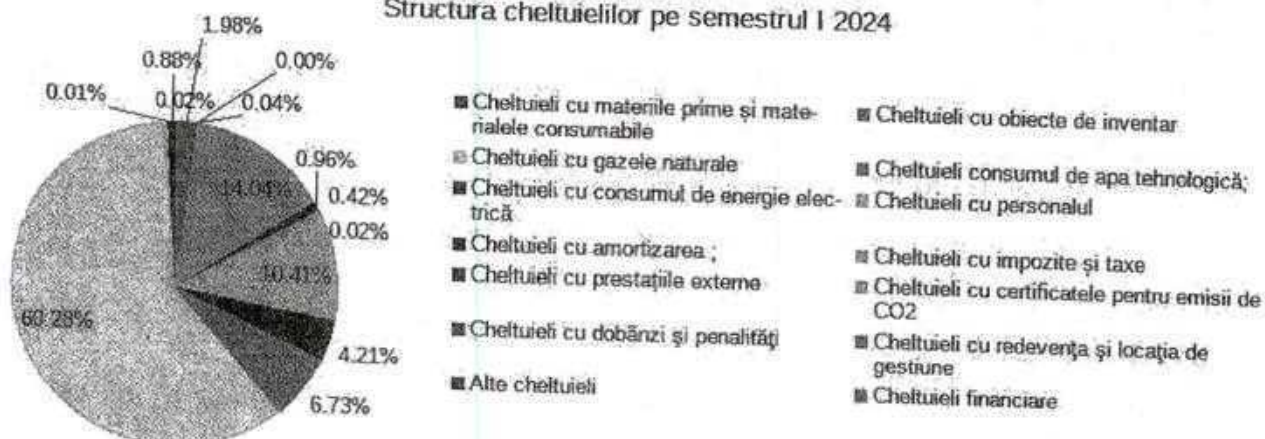 Structura cheltuielilor pe semestrul I 2024
1.98%
0.88%
0.00%
0.01%
0.02%
0.04%
0.96%
14.04%
0.42%
0.02%
10.41%
60.28%
4.21%
6.73%
Cheltuieli cu materiile prime și mate-
rialele consumabile
Cheltuieli cu obiecte de inventar
Cheltuieli cu gazele naturale
Cheltuieli consumul de apa tehnologică;
Cheltuieli cu consumul de energie elec-
trică
Cheltuieli cu personalul
Cheltuieli cu amortizarea ;
Cheltuieli cu impozite și taxe
Cheltuieli cu prestațiile externe
Cheltuieli cu certificatele pentru emisii de
CO2
Cheltuieli cu dobânzi și penalități
Cheltuieli cu redevența și locația de
gestiune
Alte cheltuieli
Cheltuieli financiare